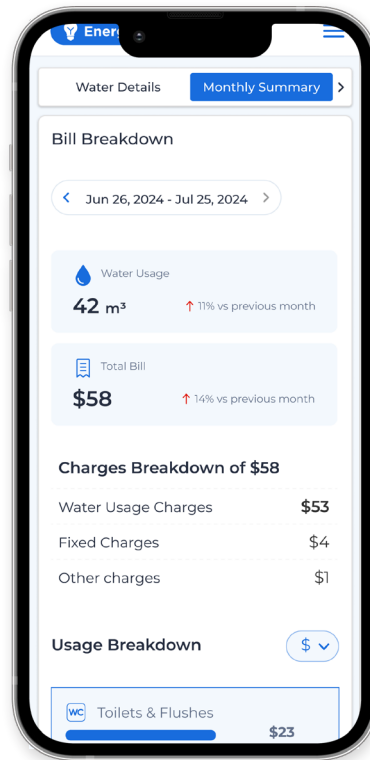 Water Details Monthly Summary
Bill Breakdown
Jun 26, 2024 - Jul 25, 2024
Water Usage
42 m³ ↑ 11% vs previous month
Total Bill
$58 ↑ 14% vs previous month
Charges Breakdown of $58
Water Usage Charges $53
Fixed Charges $4
Other charges $1
Usage Breakdown $
WC Toilets & Flushes
$23